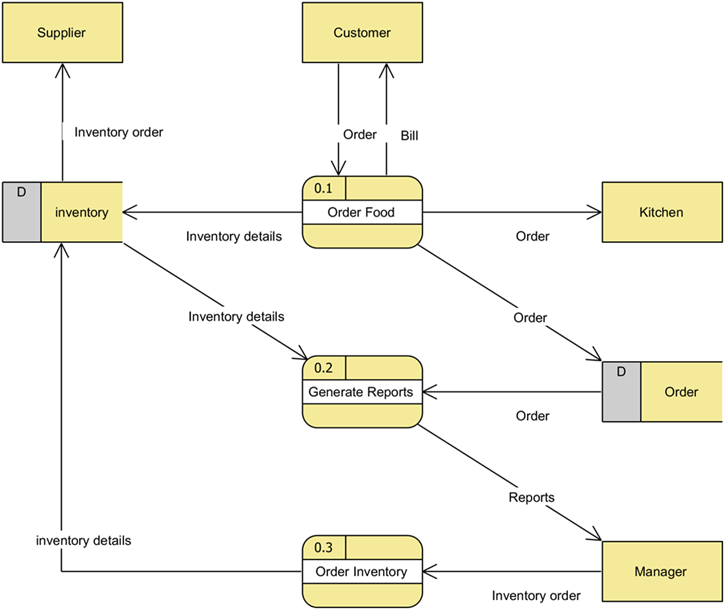 Supplier
Customer
Inventory order
Order
Bill
D
inventory
0.1
Order Food
Kitchen
Inventory details
Order
Inventory details
Order
0.2
Generate Reports
D
Order
Order
Reports
inventory details
0.3
Order Inventory
Manager
Inventory order